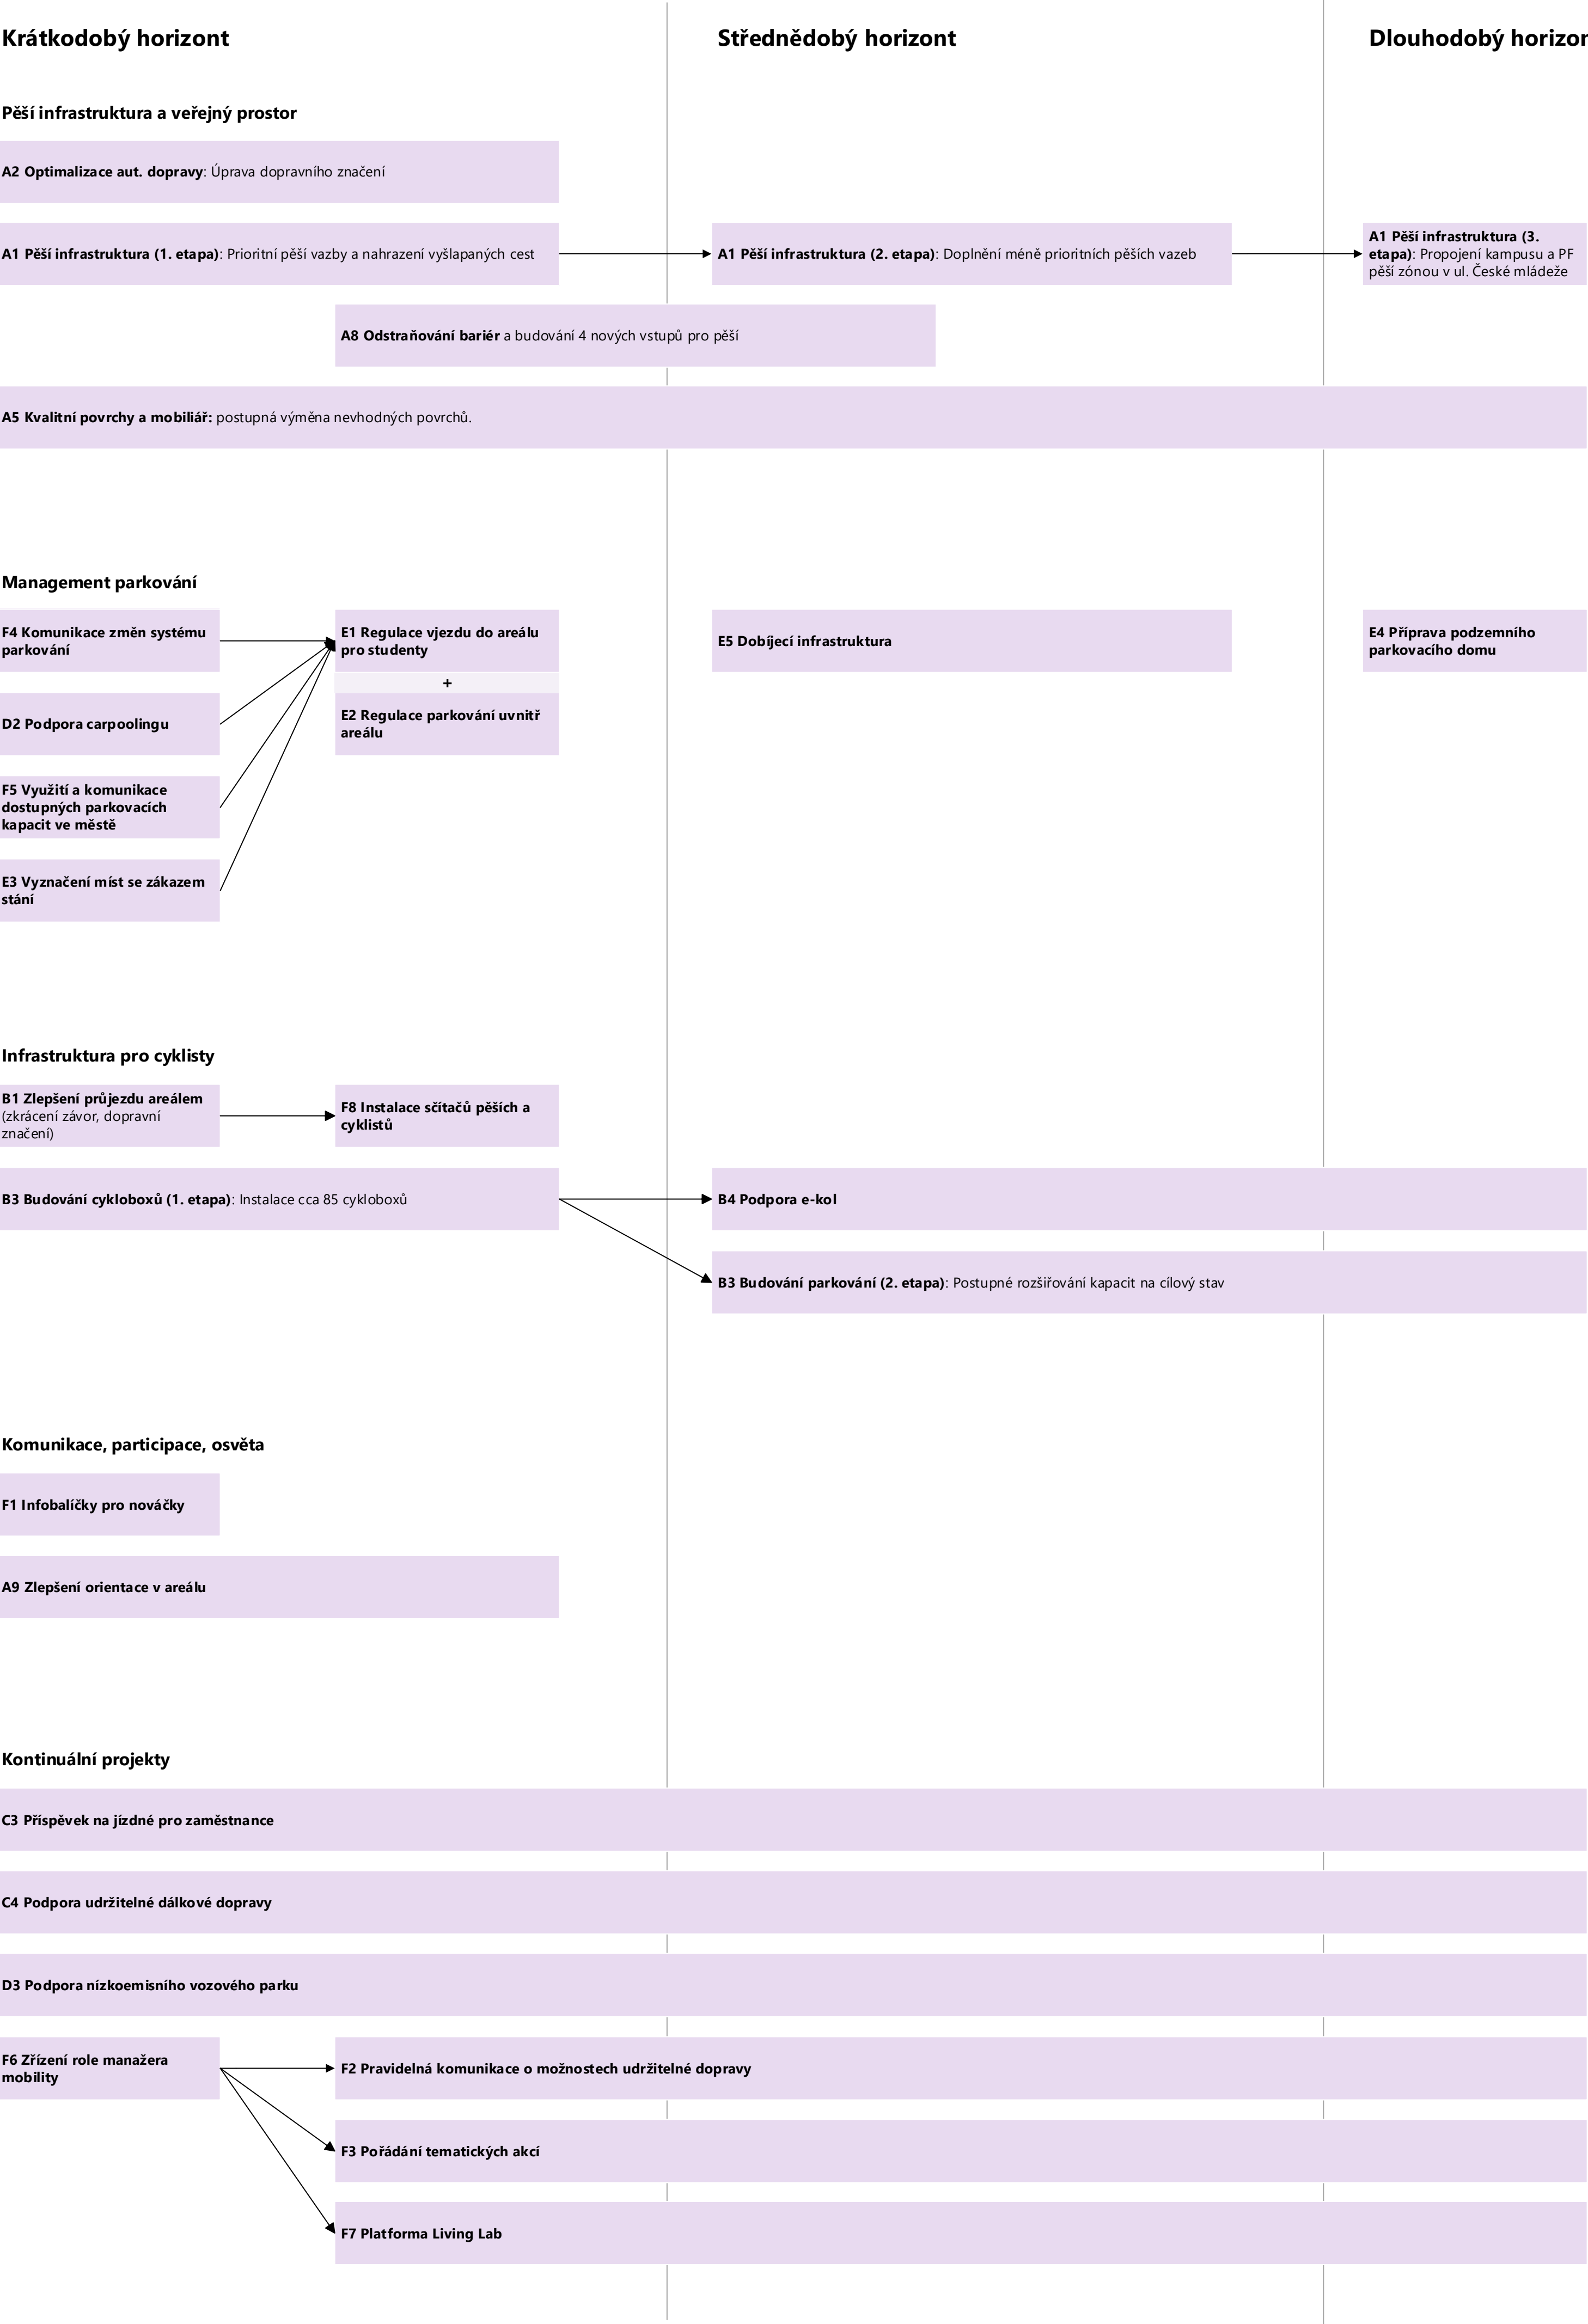 Krátkodobý horizont
Střednědobý horizont
Dlouhodobý horizon
Pěší infrastruktura a veřejný prostor
A2 Optimalizace aut. dopravy: Úprava dopravního značení
A1 Pěší infrastruktura (1. etapa): Prioritní pěší vazby a nahrazení vyšlapaných cest
A1 Pěší infrastruktura (2. etapa): Doplnění méně prioritních pěších vazeb
A1 Pěší infrastruktura (3.
etapa): Propojení kampusu a PF
pěší zónou v ul. České mládeže
A8 Odstraňování bariér a budování 4 nových vstupů pro pěší
A5 Kvalitní povrchy a mobiliář: postupná výměna nevhodných povrchů.
Management parkování
F4 Komunikace změn systému
parkování
E1 Regulace vjezdu do areálu
pro studenty
E5 Dobíjecí infrastruktura
E4 Příprava podzemního
parkovacího domu
+
D2 Podpora carpoolingu
E2 Regulace parkování uvnitř
areálu
F5 Využití a komunikace
dostupných parkovacích
kapacit ve městě
E3 Vyznačení míst se zákazem
stání
Infrastruktura pro cyklisty
B1 Zlepšení průjezdu areálem
(zkrácení závor, dopravní
značení)
F8 Instalace sčítačů pěších a
cyklistů
B3 Budování cykloboxů (1. etapa): Instalace cca 85 cykloboxů
B4 Podpora e-kol
B3 Budování parkování (2. etapa): Postupné rozšiřování kapacit na cílový stav
Komunikace, participace, osvěta
F1 Infobalíčky pro nováčky
A9 Zlepšení orientace v areálu
Kontinuální projekty
C3 Příspěvek na jízdné pro zaměstnance
C4 Podpora udržitelné dálkové dopravy
D3 Podpora nízkoemisního vozového parku
F6 Zřízení role manažera
mobility
F2 Pravidelná komunikace o možnostech udržitelné dopravy
F3 Pořádání tematických akcí
F7 Platforma Living Lab